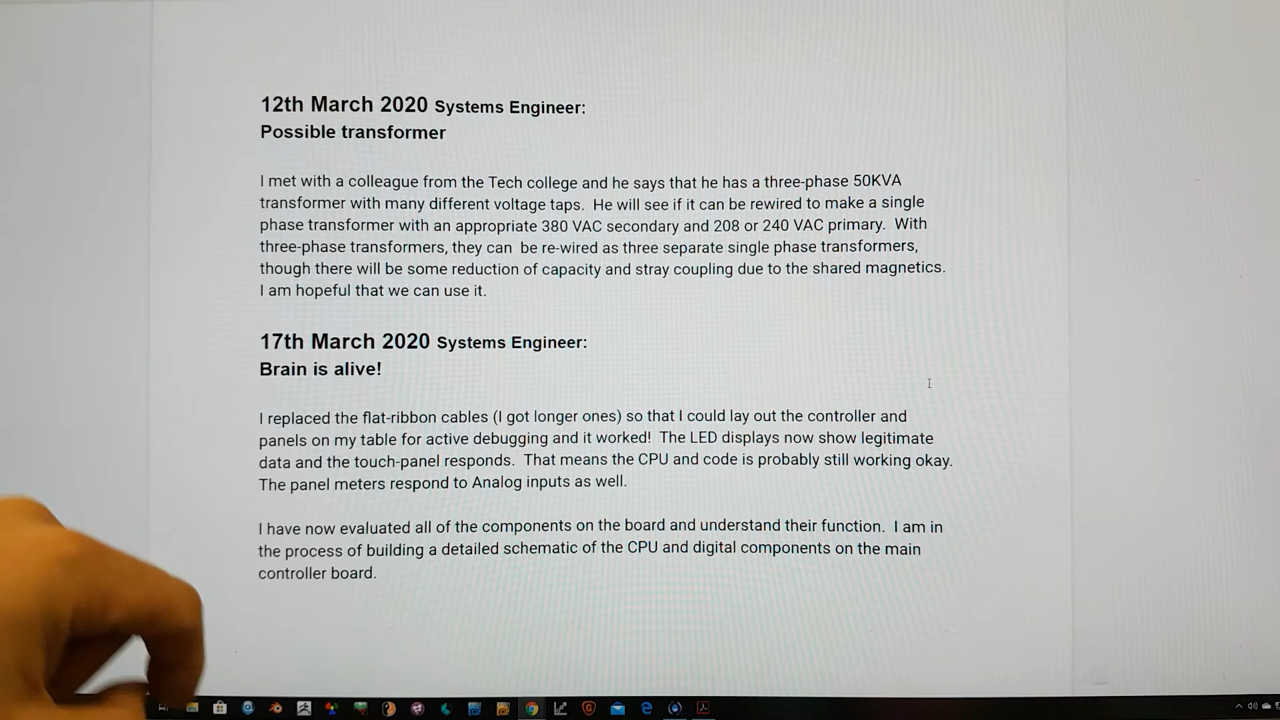 12th March 2020 Systems Engineer:
Possible transformer
I met with a colleague from the Tech college and he says that he has a three-phase 50KVA
transformer with many different voltage taps.  He will see if it can be rewired to make a single
phase transformer with an appropriate 380 VAC secondary and 208 or 240 VAC primary.  With
three-phase transformers, they can  be re-wired as three separate single phase transformers,
though there will be some reduction of capacity and stray coupling due to the shared magnetics.
I am hopeful that we can use it.
17th March 2020 Systems Engineer:
Brain is alive!
I replaced the flat-ribbon cables (I got longer ones) so that I could lay out the controller and
panels on my table for active debugging and it worked!  The LED displays now show legitimate
data and the touch-panel responds.  That means the CPU and code is probably still working okay.
The panel meters respond to Analog inputs as well.
I have now evaluated all of the components on the board and understand their function.  I am in
the process of building a detailed schematic of the CPU and digital components on the main
controller board.